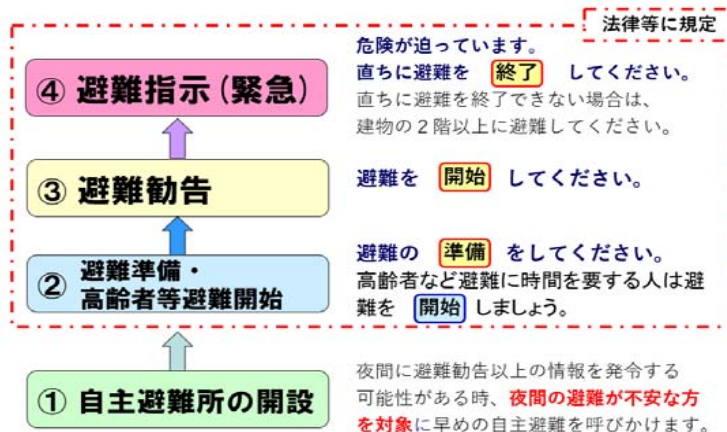 法律等に規定
④ 避難指示(緊急)
危険が迫っています。
直ちに避難を 終了 してください。
直ちに避難を終了できない場合は、
建物の2階以上に避難してください。
③ 避難勧告
避難を 開始 してください。
② 避難準備・
高齢者等避難開始
避難の 準備 をしてください。
高齢者など避難に時間を要する人は避
難を 開始 しましょう。
① 自主避難所の開設
夜間に避難勧告以上の情報を発令する
可能性がある時、夜間の避難が不安な方
を対象に早めの自主避難を呼びかけます。